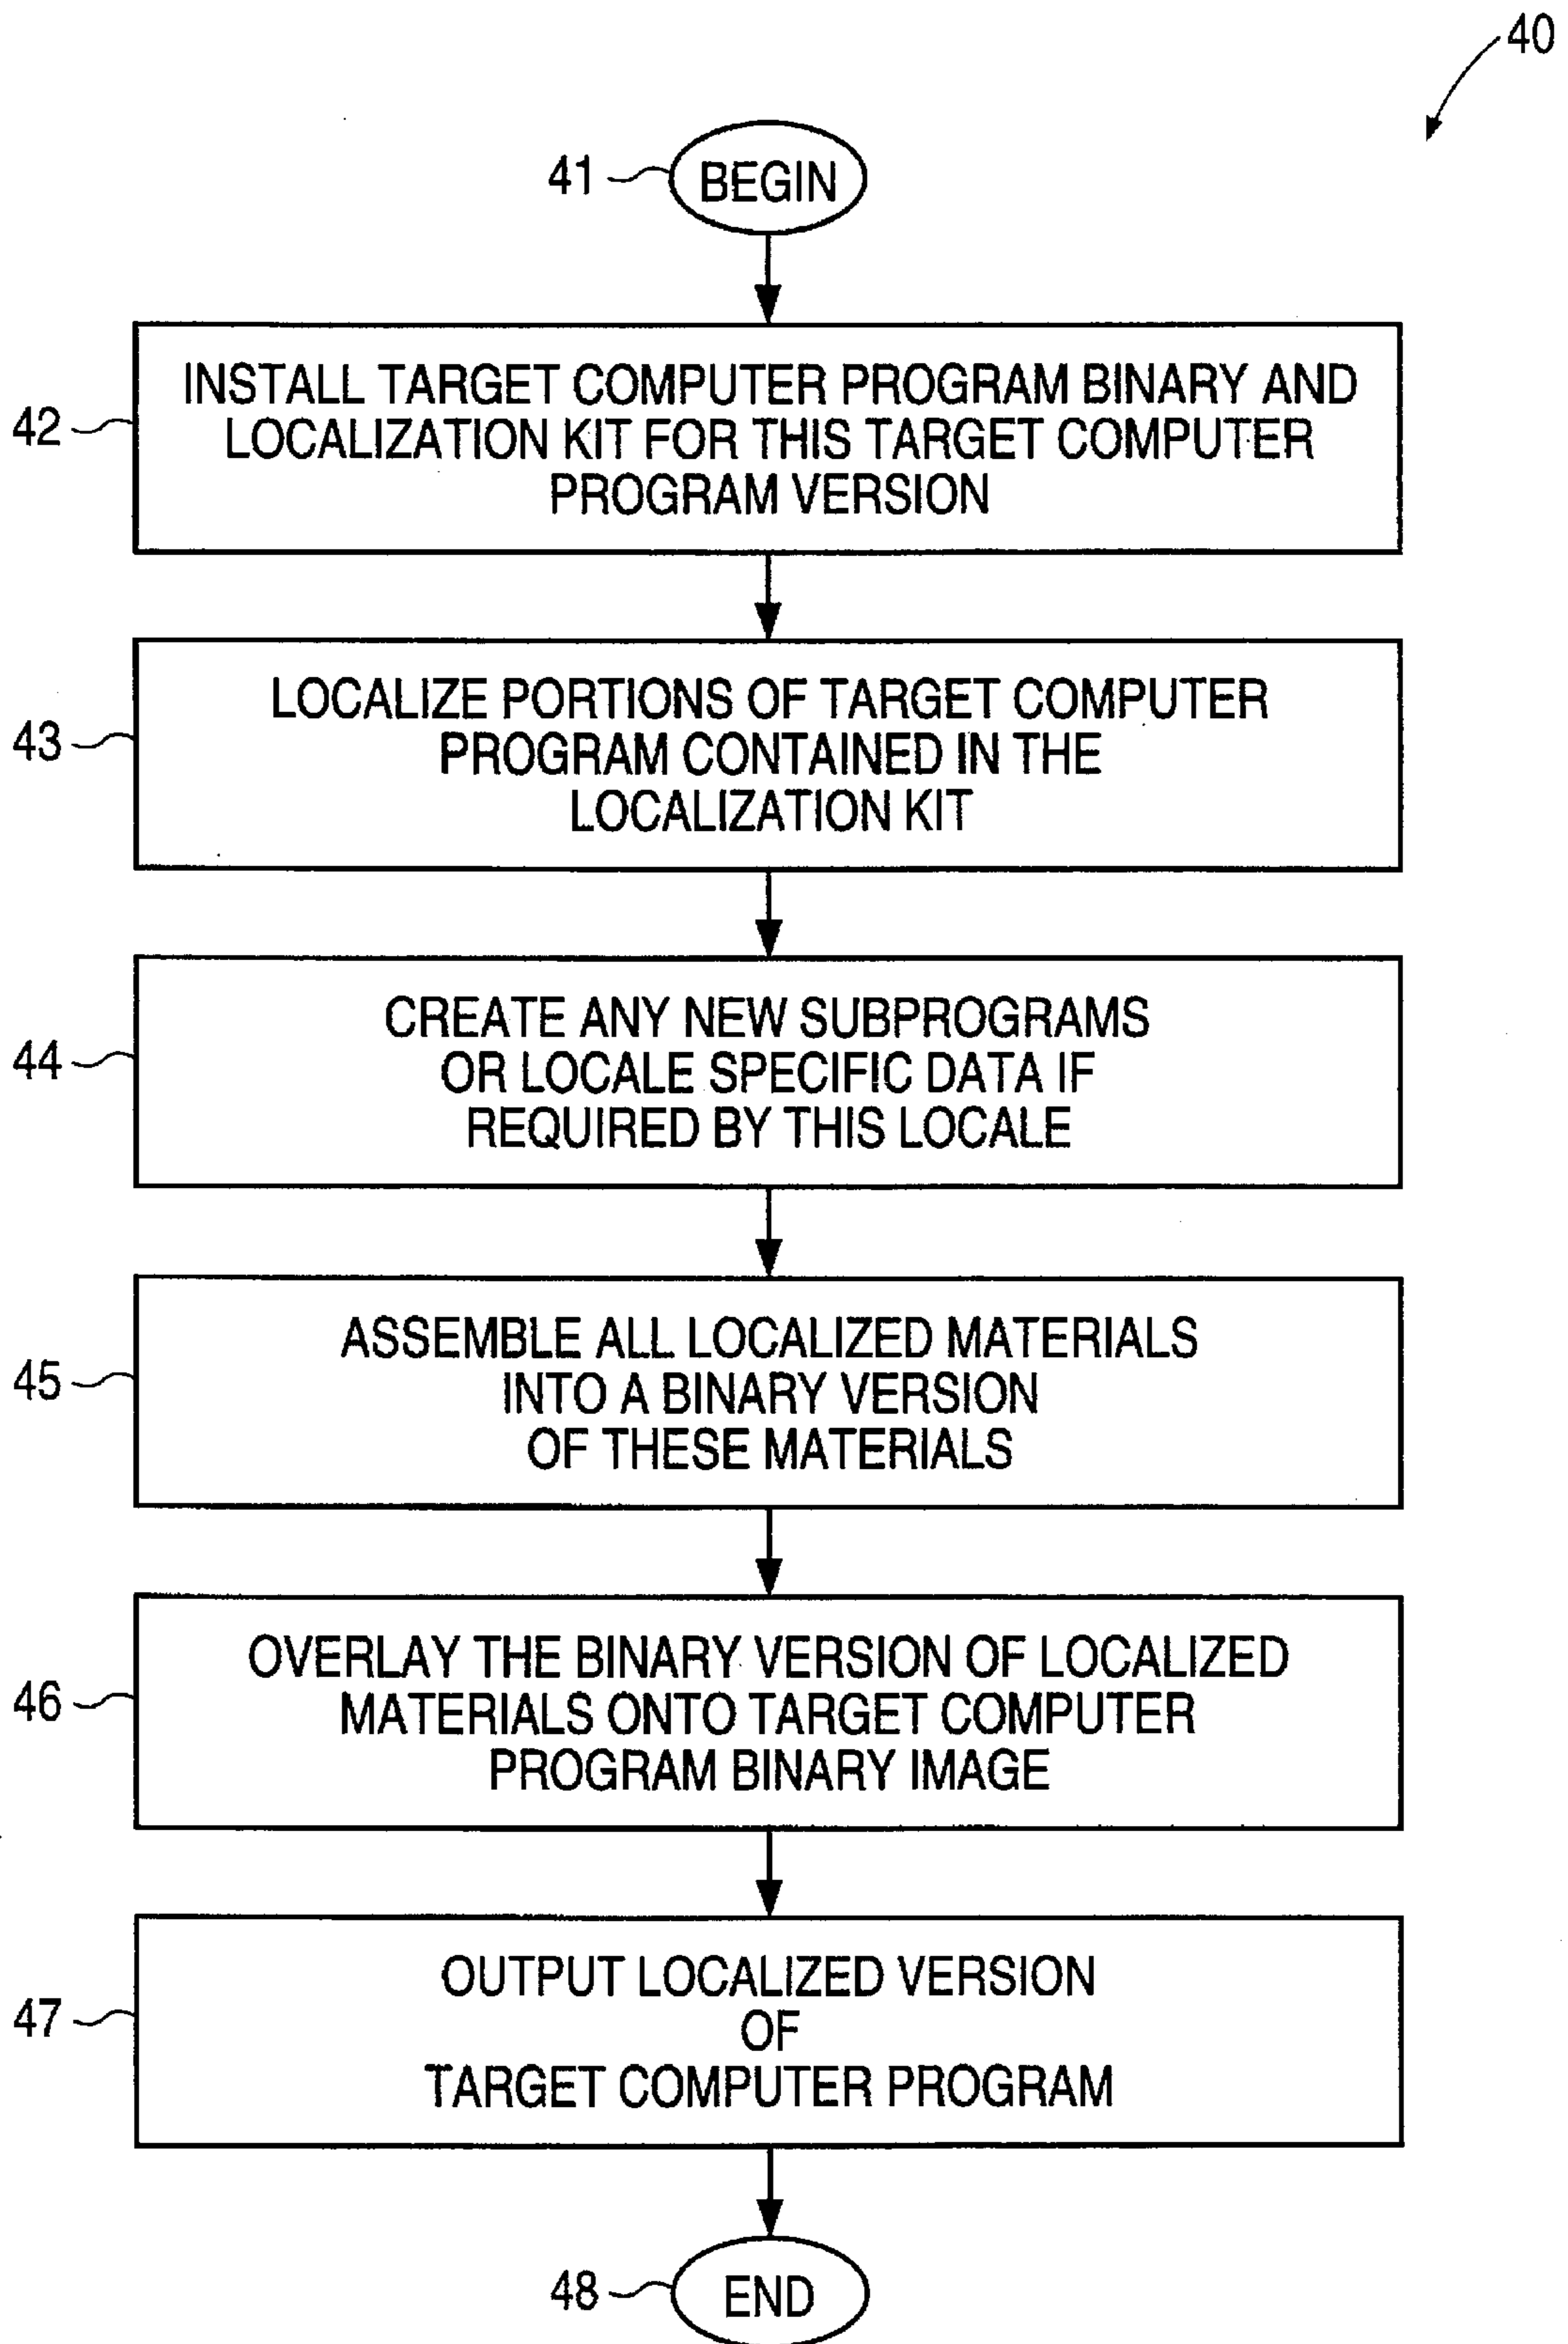 40
41 BEGIN
42
INSTALL TARGET COMPUTER PROGRAM BINARY AND
LOCALIZATION KIT FOR THIS TARGET COMPUTER
PROGRAM VERSION
43
LOCALIZE PORTIONS OF TARGET COMPUTER
PROGRAM CONTAINED IN THE
LOCALIZATION KIT
44
CREATE ANY NEW SUBPROGRAMS
OR LOCALE SPECIFIC DATA IF
REQUIRED BY THIS LOCALE
45
ASSEMBLE ALL LOCALIZED MATERIALS
INTO A BINARY VERSION
OF THESE MATERIALS
46
OVERLAY THE BINARY VERSION OF LOCALIZED
MATERIALS ONTO TARGET COMPUTER
PROGRAM BINARY IMAGE
47
OUTPUT LOCALIZED VERSION
OF
TARGET COMPUTER PROGRAM
48 END